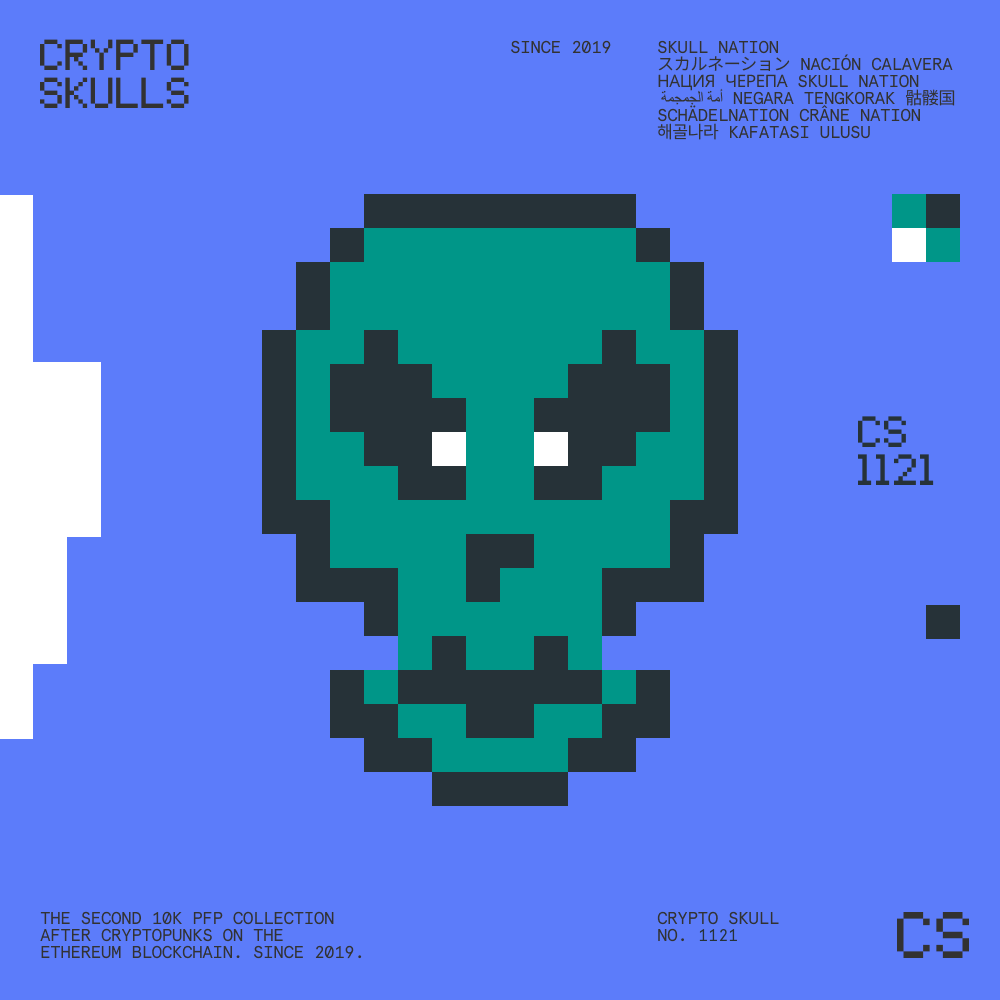 CRYPTO
SKULLS
SINCE 2019
SKULL NATION
スカルネーション NACIÓN CALAVERA
НАЦИЯ ЧЕРЕПА SKULL NATION
أمة الجمجمة NEGARA TENGKORAK 骷髅国
SCHÄDELNATION CRÂNE NATION
해골나라 KAFATASI ULUSU
CS
1121
THE SECOND 10K PFP COLLECTION
AFTER CRYPTOPUNKS ON THE
ETHEREUM BLOCKCHAIN. SINCE 2019.
CRYPTO SKULL
NO. 1121
CS